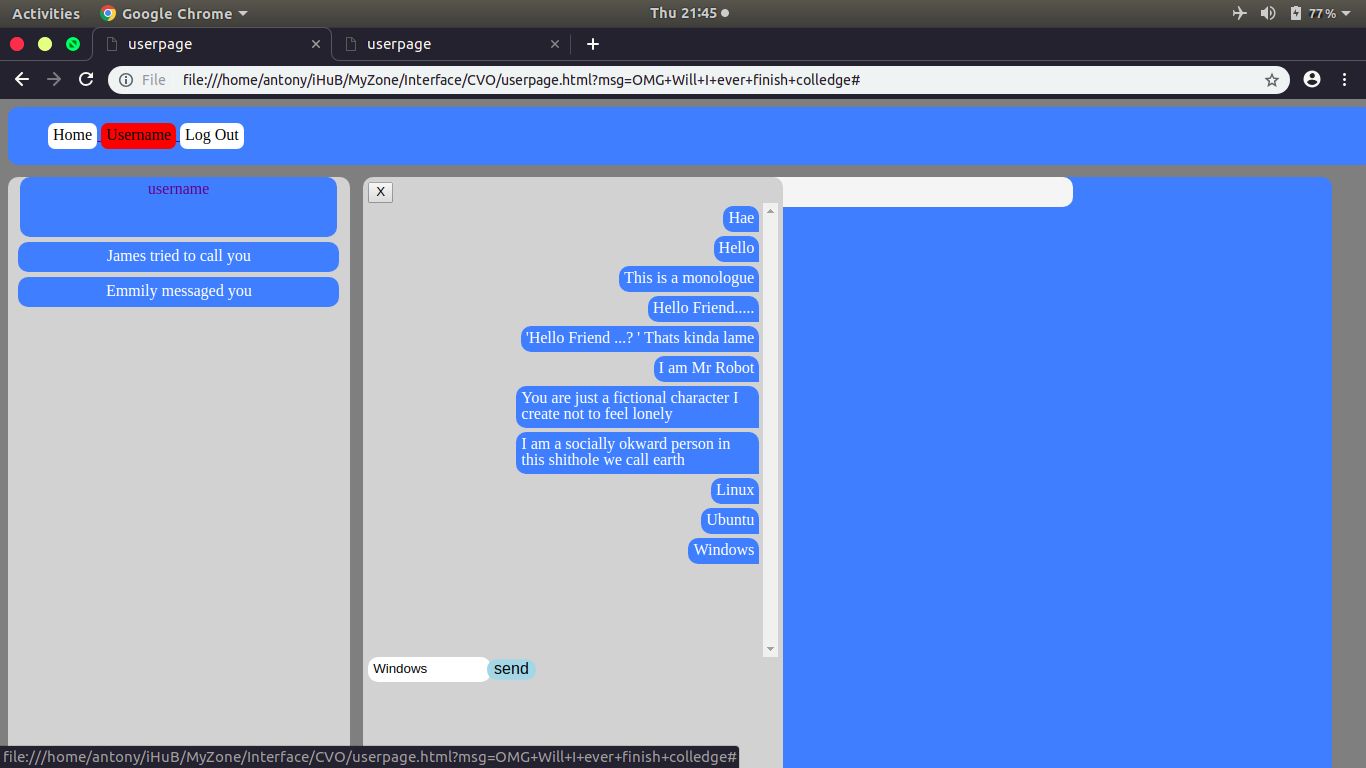 Activities Google Chrome Thu 21:45 77%
userpage userpage
File file:///home/antony/iHuB/MyZone/Interface/CVO/userpage.html?msg=OMG+Will+I+ever+finish+colledge#
Home Username Log Out
username
James tried to call you
Emmily messaged you
X
Hae
Hello
This is a monologue
Hello Friend.....
'Hello Friend ...? ' Thats kinda lame
I am Mr Robot
You are just a fictional character I
create not to feel lonely
I am a socially okward person in
this shithole we call earth
Linux
Ubuntu
Windows
Windows send
file:///home/antony/iHuB/MyZone/Interface/CVO/userpage.html?msg=OMG+Will+I+ever+finish+colledge#